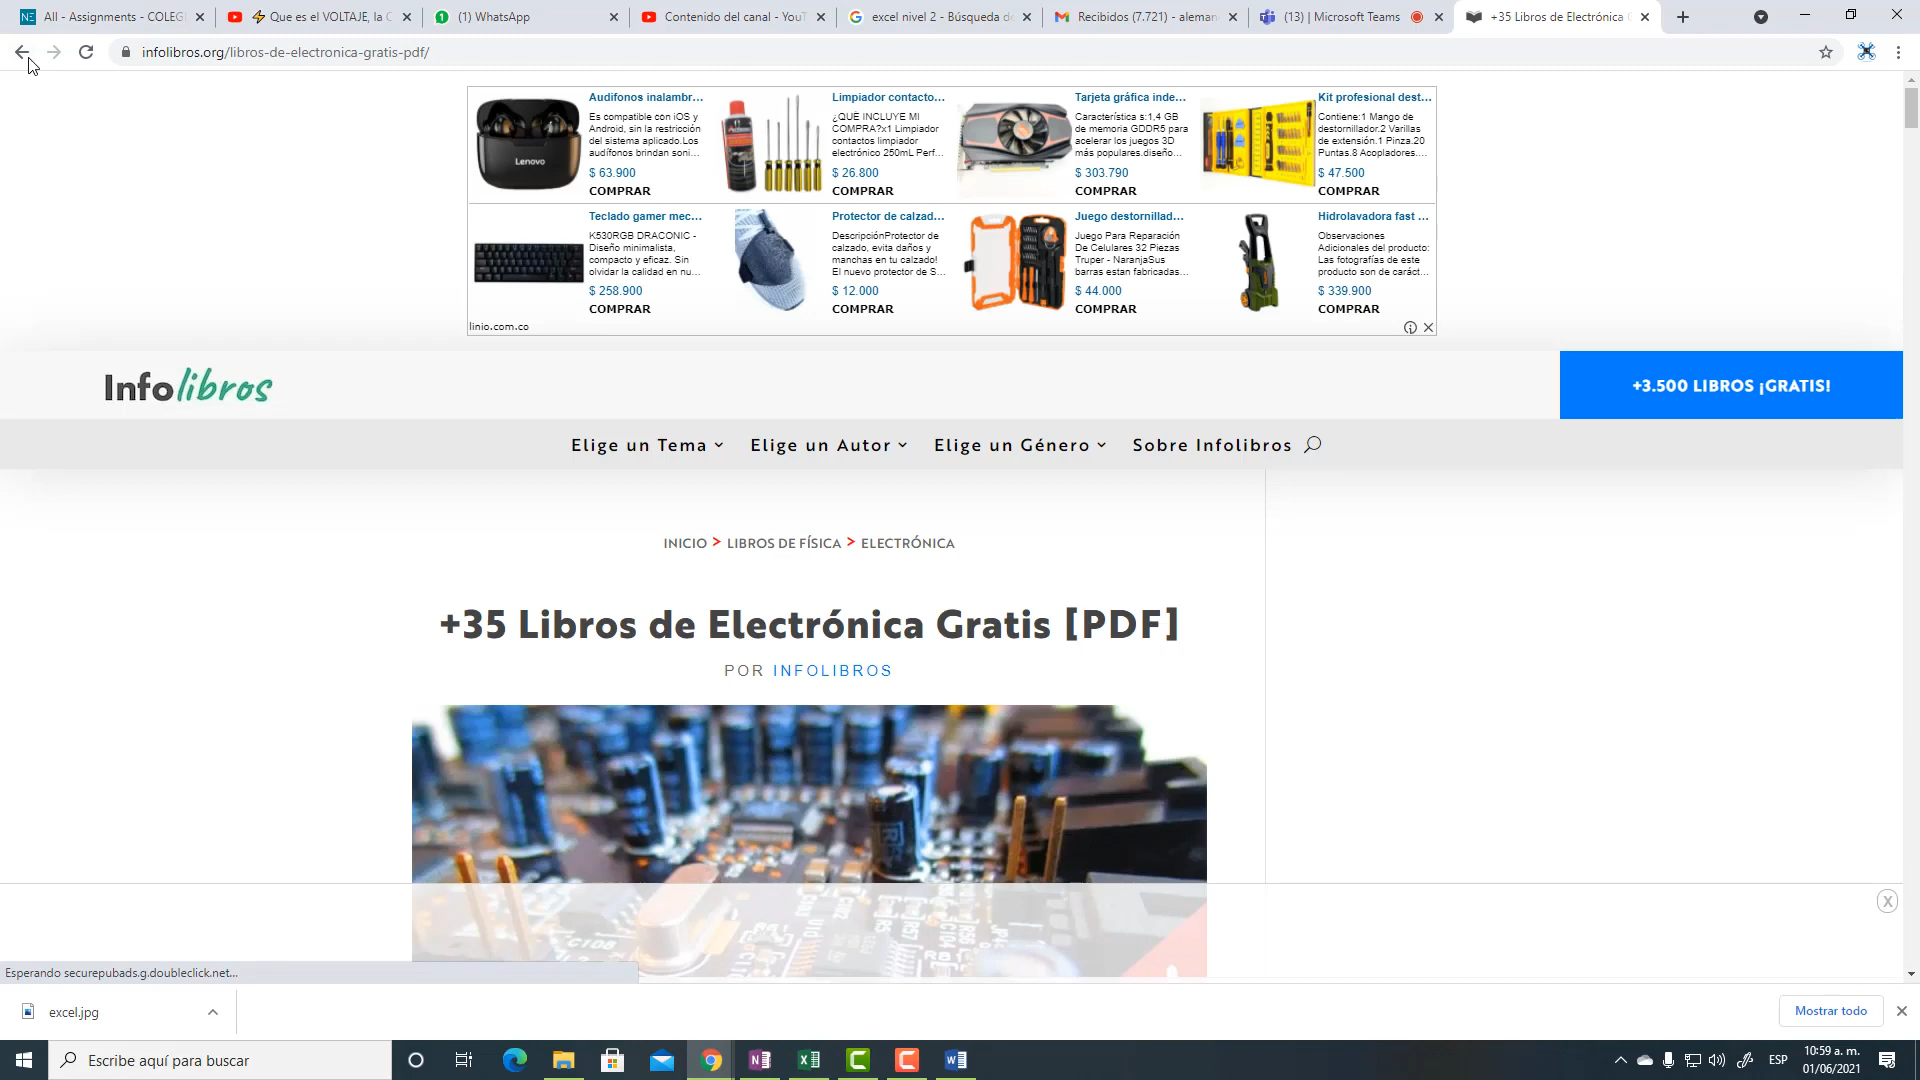 All - Assignments - COLEG
Que es el VOLTAJE, la C
(1) WhatsApp
Contenido del canal - YouT
excel nivel 2 - Búsqueda de
Recibidos (7.721) - aleman
(13) | Microsoft Teams
+35 Libros de Electrónica G
infolibros.org/libros-de-electronica-gratis-pdf/
Audifonos inalambr...
Es compatible con iOS y
Android, sin la restricción
del sistema aplicado.Los
audífonos brindan soni...
$ 63.900
COMPRAR
Lenovo
Limpiador contacto...
¿QUÉ INCLUYE MI
COMPRA?x1 Limpiador
contactos limpiador
electrónico 250mL Perf...
$ 26.800
COMPRAR
Tarjeta gráfica inde...
Característica s:1,4 GB
de memoria GDDR5 para
acelerar los juegos 3D
más populares.diseño...
$ 303.790
COMPRAR
Kit profesional dest...
Contiene:1 Mango de
destornillador.2 Varillas
de extensión.1 Pinza.20
Puntas.8 Acopladores....
$ 47.500
COMPRAR
Teclado gamer mec...
K530RGB DRACONIC -
Diseño minimalista,
compacto y eficaz. Sin
olvidar la calidad en nu...
$ 258.900
COMPRAR
Protector de calzad...
DescripciónProtector de
calzado, evita daños y
manchas en tu calzado!
El nuevo protector de S...
$ 12.000
COMPRAR
Juego destornillad...
Juego Para Reparación
De Celulares 32 Piezas
Truper - NaranjaSus
barras estan fabricadas...
$ 44.000
COMPRAR
Hidrolavadora fast ...
Observaciones
Adicionales del producto:
Las fotografías de este
producto son de caráct...
$ 339.900
COMPRAR
linio.com.co
Infolibros
+3.500 LIBROS ¡GRATIS!
Elige un Tema Elige un Autor Elige un Género Sobre Infolibros
INICIO > LIBROS DE FÍSICA > ELECTRÓNICA
+35 Libros de Electrónica Gratis [PDF]
POR INFOLIBROS
X
Esperando securepubads.g.doubleclick.net...
excel.jpg
Mostrar todo
Escribe aquí para buscar
ESP
10:59 a. m.
01/06/2021